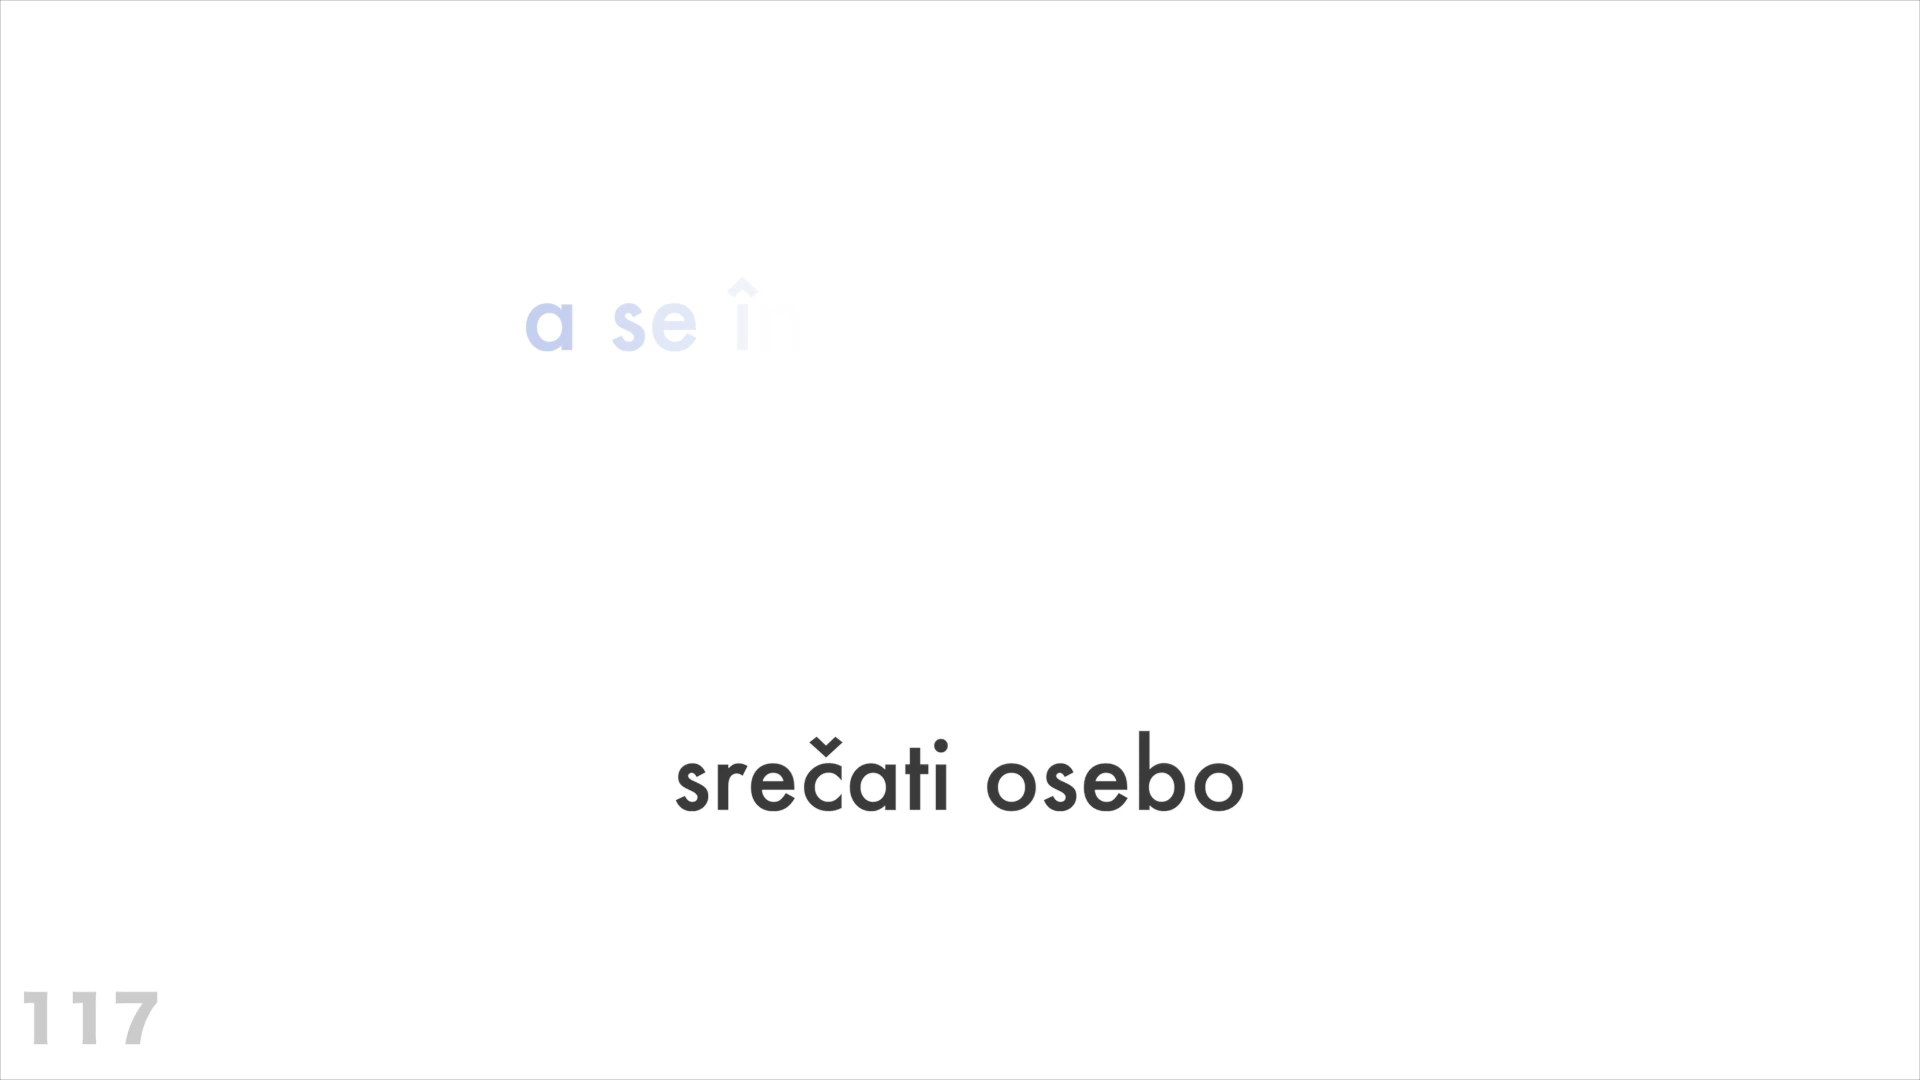 a se în
srečati osebo
117